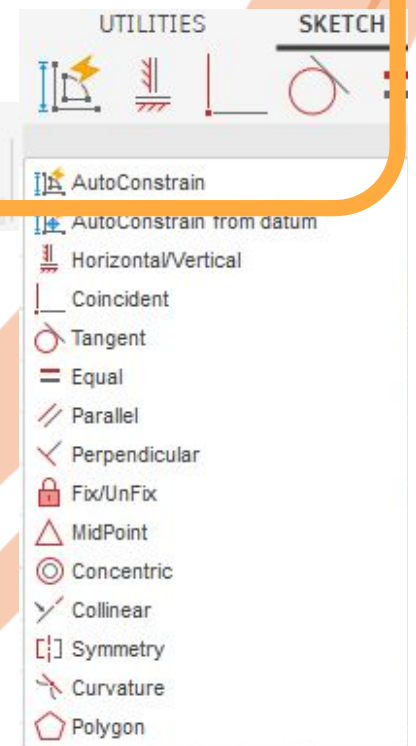 UTILITIES SKETCH
AutoConstrain
AutoConstrain from datum
Horizontal/Vertical
Coincident
Tangent
Equal
Parallel
Perpendicular
Fix/UnFix
MidPoint
Concentric
Collinear
Symmetry
Curvature
Polygon